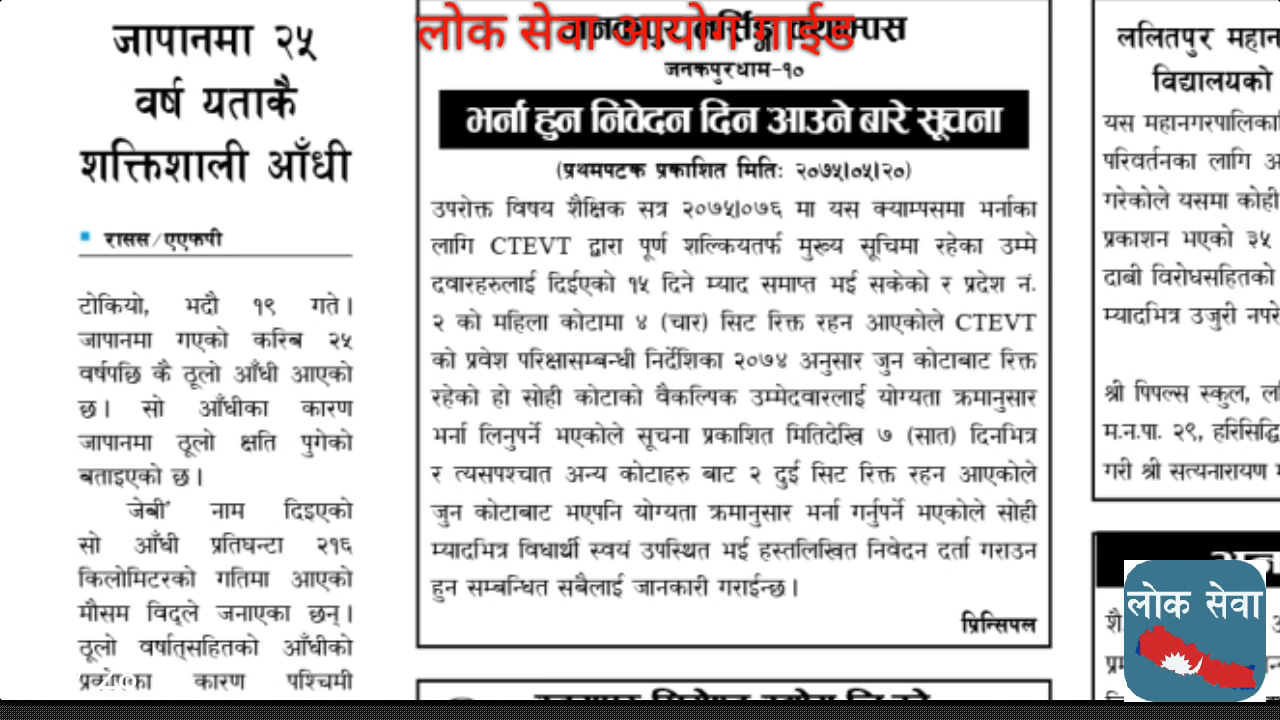 जापानमा २५
वर्ष यताकै
शक्तिशाली आँधी
रासस/एएफपी
टोकियो, भदौ १९ गते।
जापानमा गएको करिब २५
वर्षपछि कै ठूलो आँधी आएको
छ। सो आँधीका कारण
जापानमा ठूलो क्षति पुगेको
बताइएको छ।
जेबी' नाम दिइएको
सो आँधी प्रतिघन्टा २१६
किलोमिटरको गतिमा आएको
मौसम विद्ले जनाएका छन्।
ठूलो वर्षात्सहितको आँधीको
कारण पश्चिमी
लोक सेवा आयोग गाईड
जनकपुरधाम-१०
भर्ना हुन निवेदन दिन आउने बारे सूचना
(प्रथमपटक प्रकाशित मितिः २०७५।०५।२०)
उपरोक्त विषय शैक्षिक सत्र २०७५।०७६ मा यस क्याम्पसमा भर्नाका
लागि CTEVT द्वारा पूर्ण शल्कियतर्फ मुख्य सूचिमा रहेका उम्मे
दवारहरुलाई दिईएको १५ दिने म्याद समाप्त भई सकेको र प्रदेश नं.
२ को महिला कोटामा ४ (चार) सिट रिक्त रहन आएकोले CTEVT
को प्रवेश परिक्षासम्बन्धी निर्देशिका २०७४ अनुसार जुन कोटाबाट रिक्त
रहेको हो सोही कोटाको वैकल्पिक उम्मेदवारलाई योग्यता क्रमानुसार
भर्ना लिनुपर्ने भएकोले सूचना प्रकाशित मितिदेखि ७ (सात) दिनभित्र
र त्यसपश्चात अन्य कोटाहरु बाट २ दुई सिट रिक्त रहन आएकोले
जुन कोटाबाट भएपनि योग्यता क्रमानुसार भर्ना गर्नुपर्ने भएकोले सोही
म्यादभित्र विधार्थी स्वयं उपस्थित भई हस्तलिखित निवेदन दर्ता गराउन
हुन सम्बन्धित सबैलाई जानकारी गराईन्छ।
प्रिन्सिपल
ललितपुर
विद्यालयको
यस
परिवर्तनका लागि
गरेकोले यसमा कोही
प्रकाशन भएको ३५
दाबी विरोधसहितको
म्यादभित्र उजुरी
श्री पिपल्स स्कुल,
म.न.पा. २९,
गरी श्री सत्यनारायण
लोक सेवा